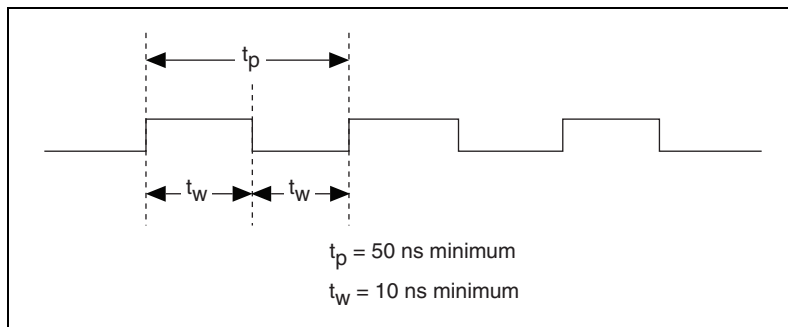 tp
tw tw
tp = 50 ns minimum
tw = 10 ns minimum